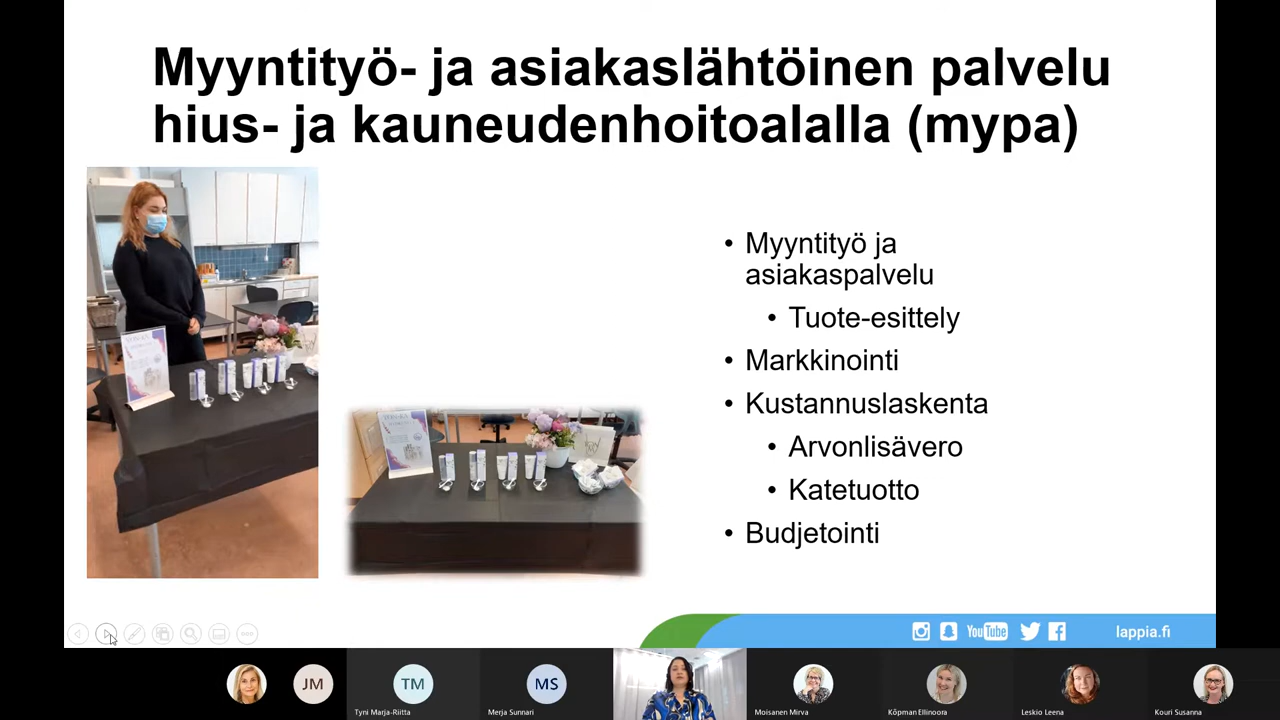 Myyntityö- ja asiakaslähtöinen palvelu
hius- ja kauneudenhoitoalalla (mypa)
• Myyntityö ja
asiakaspalvelu
• Tuote-esittely
• Markkinointi
• Kustannuslaskenta
• Arvonlisävero
• Katetuotto
• Budjetointi
YouTube
lappia.fi
JM
TM
MS
Tyni Marja-Riitta
Merja Sunnari
Moisanen Mirva
Köpman Ellinoora
Leskio Leena
Kouri Susanna